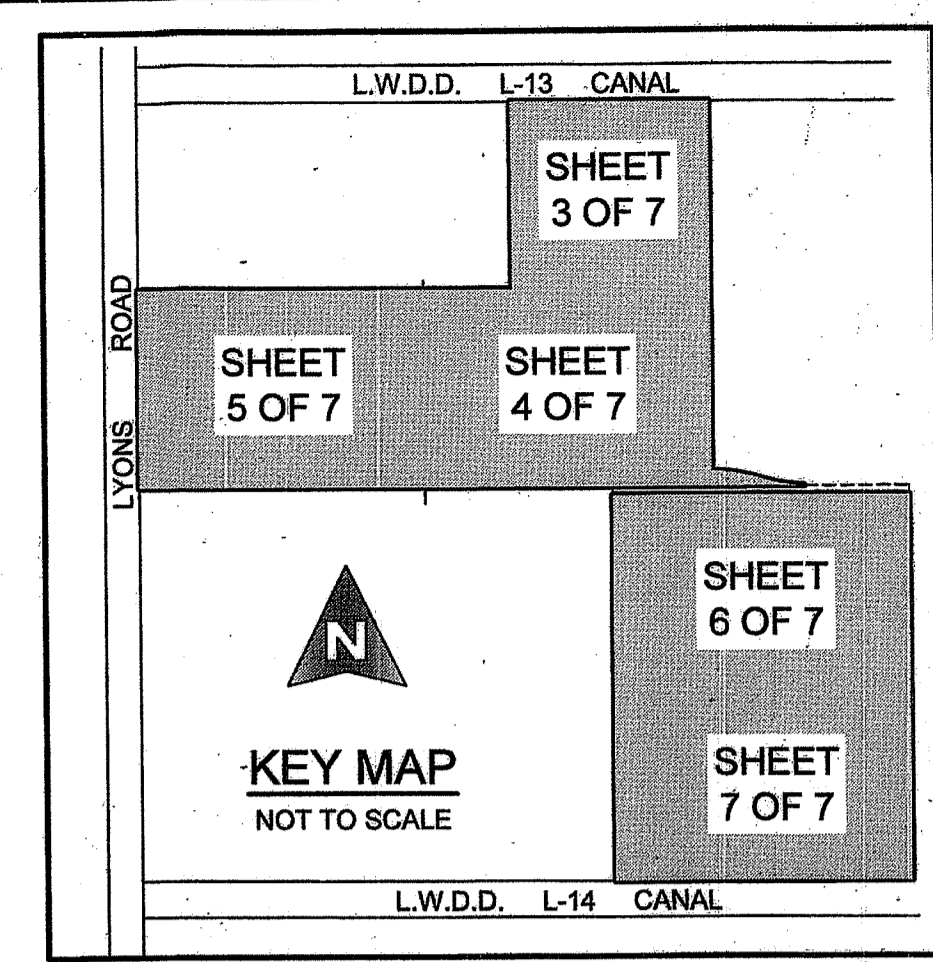 L.W.D.D. L-13 CANAL
SHEET
3 OF 7
LYONS ROAD
SHEET
5 OF 7
SHEET
4 OF 7
SHEET
6 OF 7
N
KEY MAP
NOT TO SCALE
SHEET
7 OF 7
L.W.D.D. L-14 CANAL